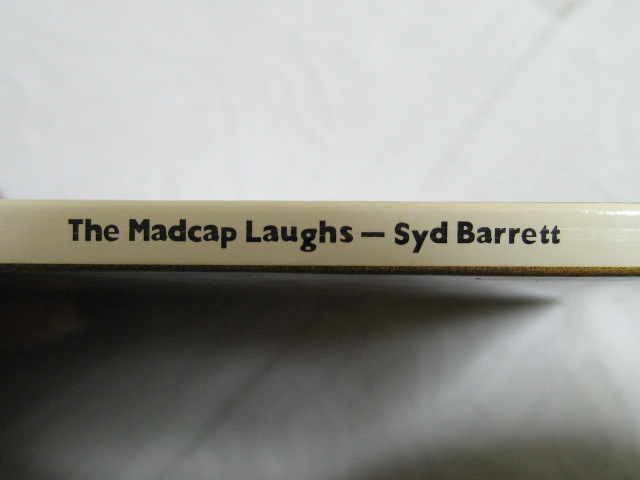 The Madcap Laughs – Syd Barrett